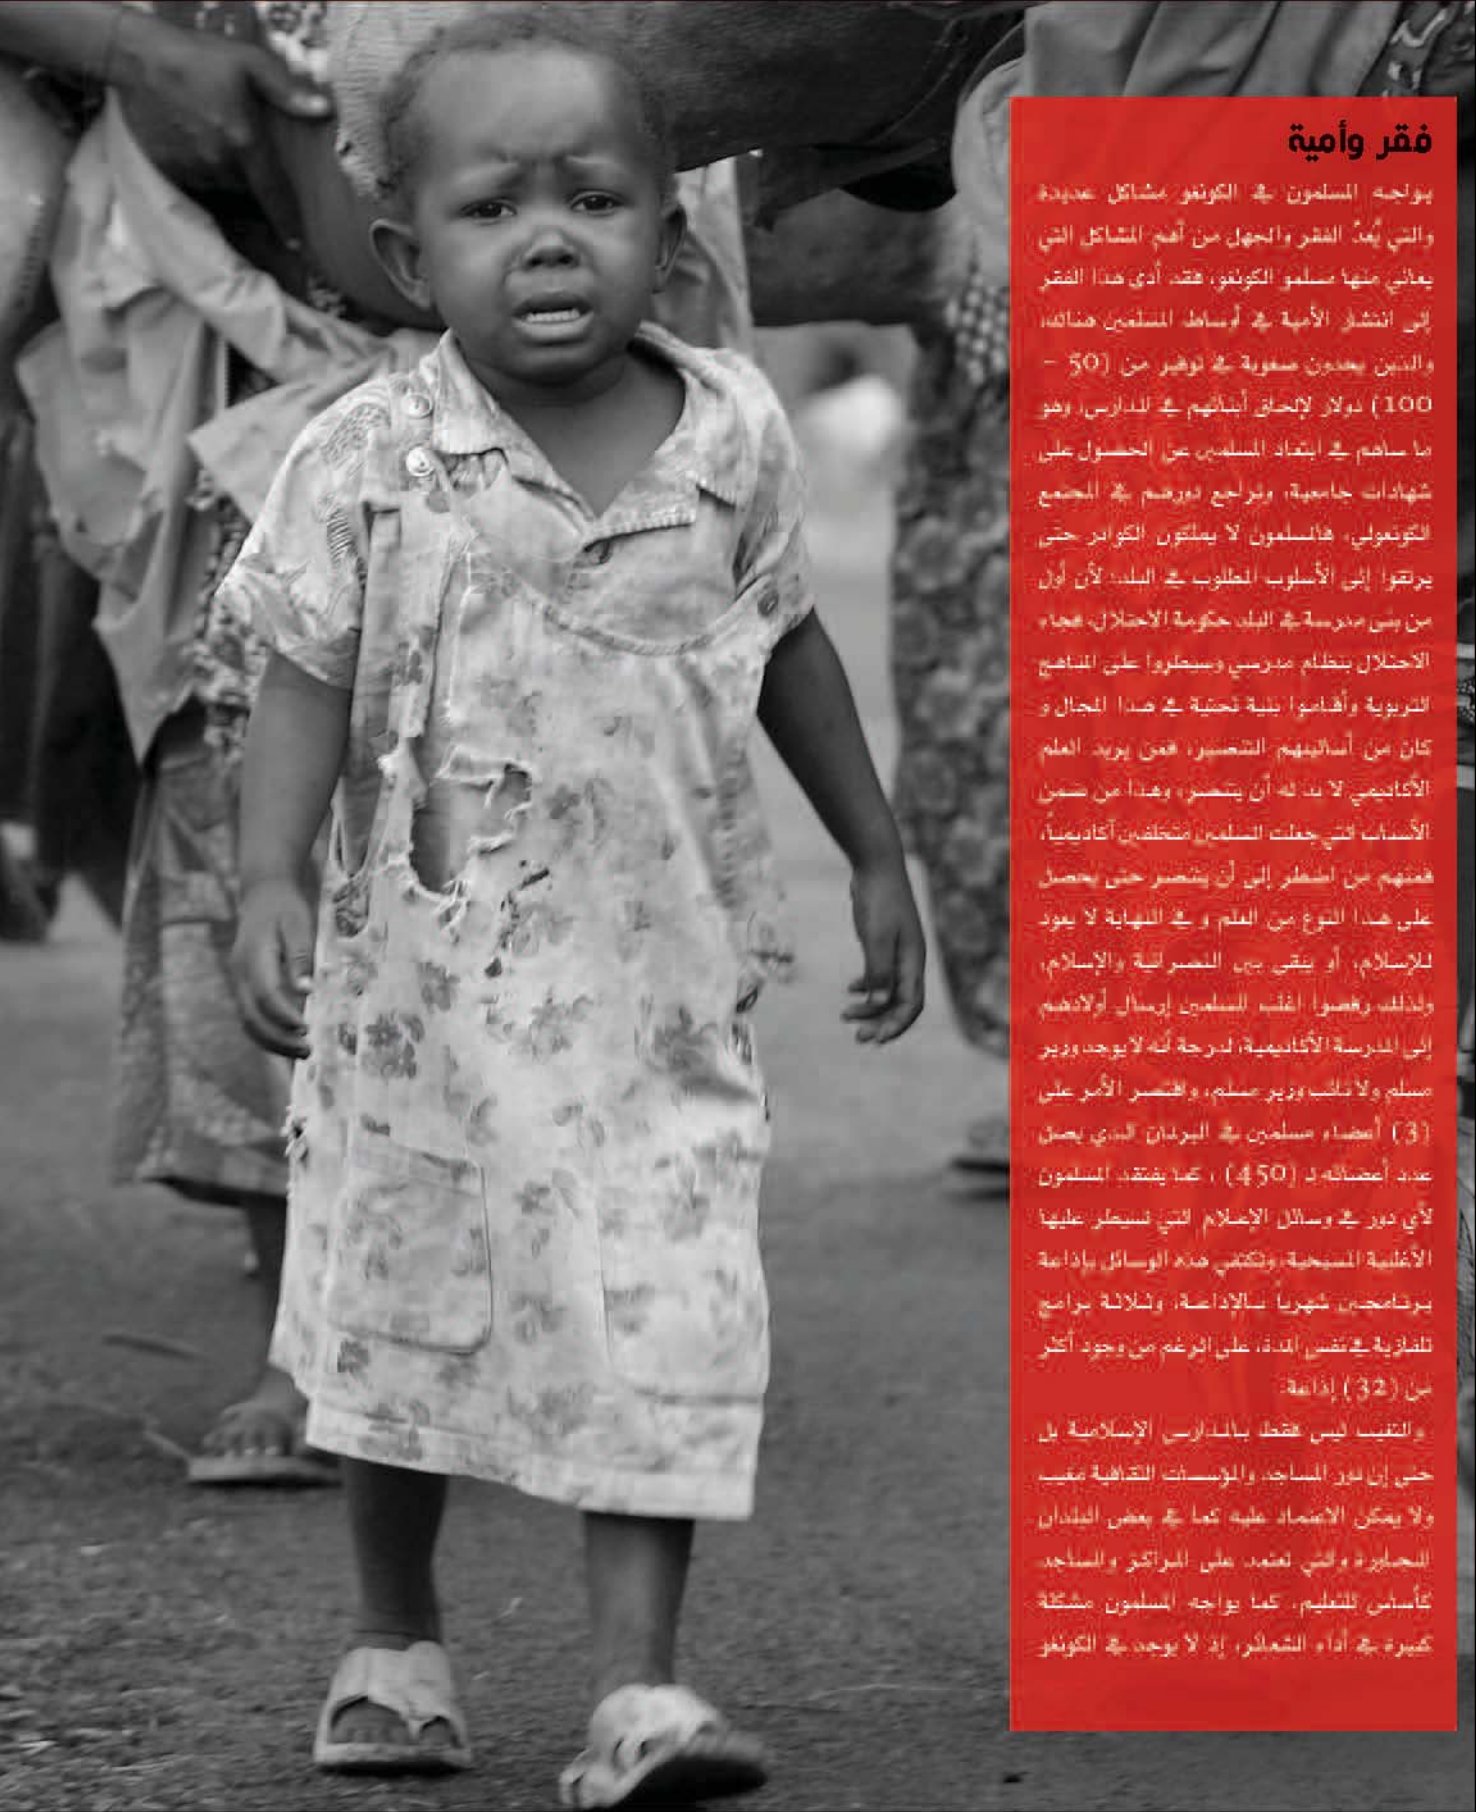 فقر وأمية
يواجه المسلمون في الكونغو مشاكل عديدة
والتي يُعدّ الفقر والجهل من أهم المشاكل التي
يعاني منها مسلمو الكونغو، فقد أدى هذا الفقر
إلى انتشار الأمية في أوساط المسلمين هناك،
والذين يجدون صعوبة في توفير من (50 –
100) دولار لإلحاق أبنائهم في المدارس، وهو
ما ساهم في ابتعاد المسلمين عن الحصول على
شهادات جامعية، وتراجع دورهم في المجتمع
الكونغولي، فالمسلمون لا يملكون الكوادر حتى
يرتقوا إلى الأسلوب المطلوب في البلد؛ لأن أول
من بنى مدرسة في البلد حكومة الاحتلال، فجاء
الاحتلال بنظام مدرسي وسيطروا على المناهج
التربوية وأقاموا بنية تحتية في هذا المجال و
كان من أساليبهم التنصير، فمن يريد العلم
الأكاديمي لا بد له أن يتنصر، وهذا من ضمن
الأسباب التي جعلت المسلمين متخلفين أكاديمياً،
فمنهم من اضطر إلى أن يتنصر حتى يحصل
على هذا النوع من العلم و في النهاية لا يعود
للإسلام، أو يبقى بين النصرانية والإسلام،
ولذلك رفضوا اغلب المسلمين إرسال أولادهم
إلى المدرسة الأكاديمية، لدرجة أنه لا يوجد وزير
مسلم ولا نائب وزير مسلم، واقتصر الأمر على
(3) أعضاء مسلمين في البرلمان الذي يصل
عدد أعضائه لـ (450) ، كما يفتقد المسلمون
لأي دور في وسائل الإعلام التي تسيطر عليها
الأغلبية المسيحية، وتكتفي هذه الوسائل بإذاعة
برنامجين شهرياً بالإذاعة، وثلاثة برامج
تلفازية في نفس المدة، على الرغم من وجود أكثر
من (32) إذاعة.
والتغيب ليس فقط بالمدارس الإسلامية بل
حتى إن دور المساجد والمؤسسات الثقافية مغيب
ولا يمكن الاعتماد عليه كما في بعض البلدان
المجاورة والتي تعتمد على المراكز والمساجد
كأساس للتعليم، كما يواجه المسلمون مشكلة
كبيرة في أداء الشعائر، إذ لا يوجد في الكونغو